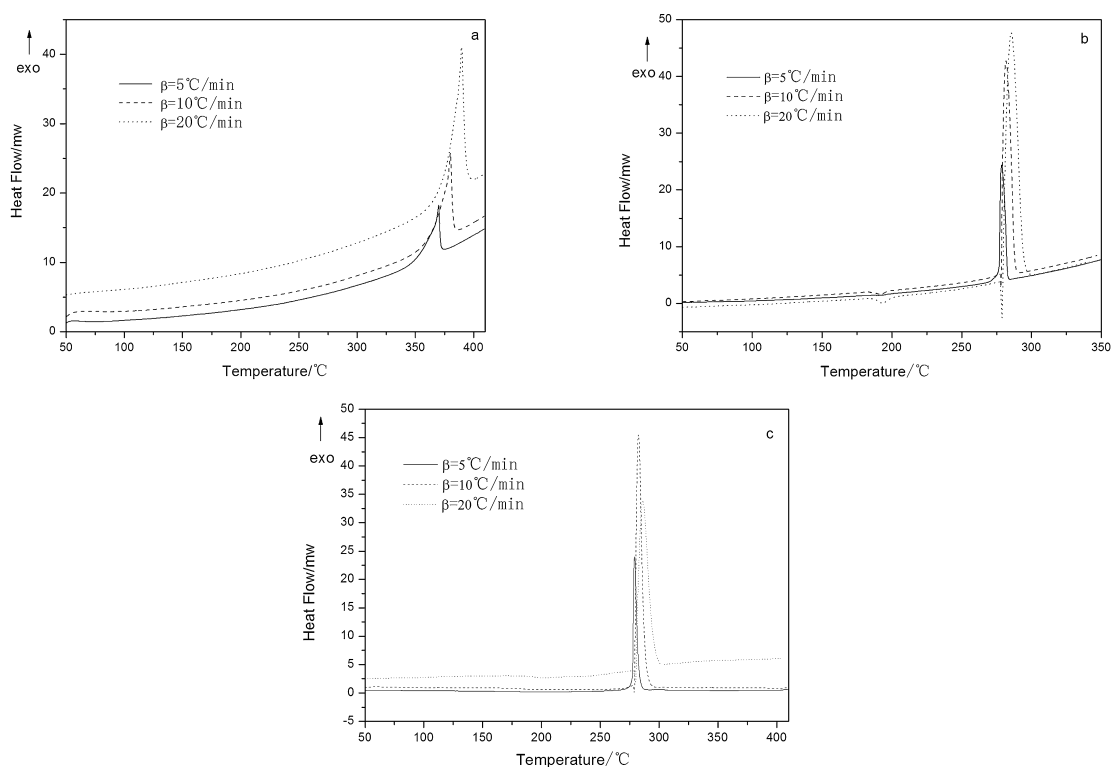 a
exo
β=5℃/min
β=10℃/min
β=20℃/min
Heat Flow/mw
40
30
20
10
0
50 100 150 200 250 300 350 400
Temperature/℃
b
exo
β=5℃/min
β=10℃/min
β=20℃/min
Heat Flow/mw
50
40
30
20
10
0
50 100 150 200 250 300 350
Temperature/℃
c
exo
β=5℃/min
β=10℃/min
β=20℃/min
Heat Flow/mw
50
45
40
35
30
25
20
15
10
5
0
-5
50 100 150 200 250 300 350 400
Temperature/℃